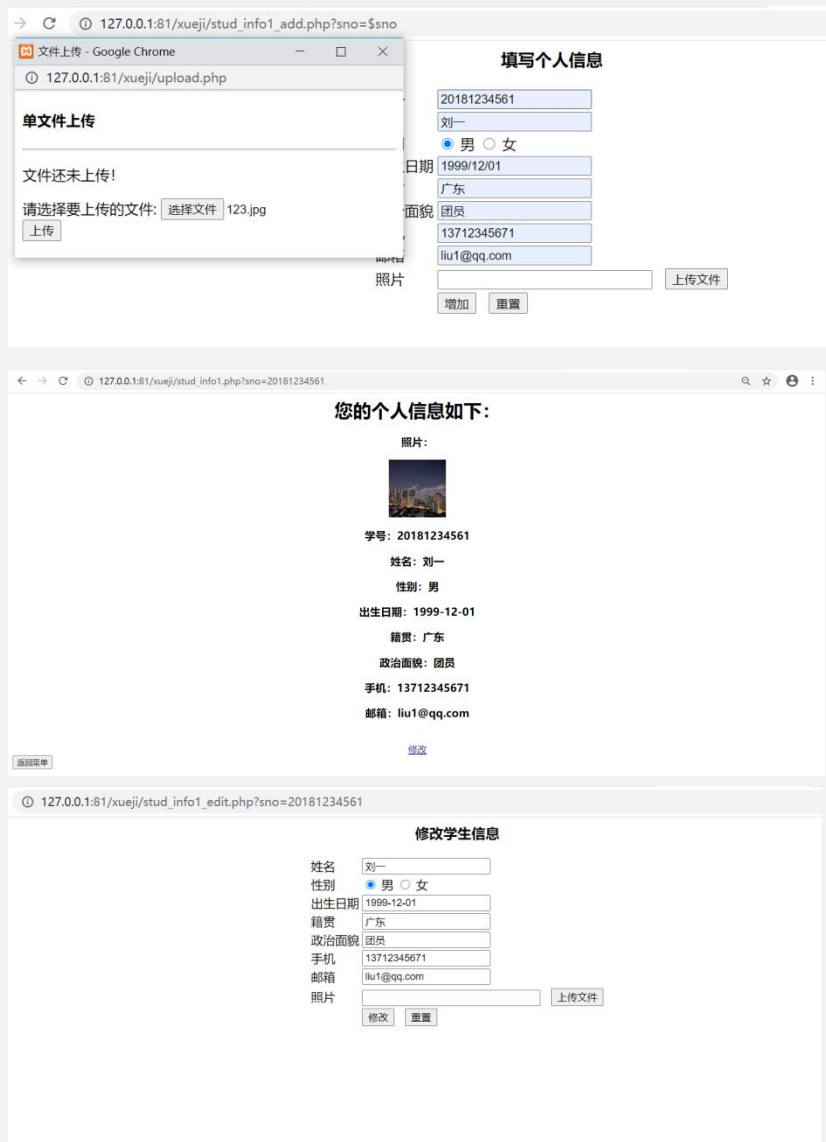 127.0.0.1:81/xueji/stud_info1_add.php?sno=$sno
文件上传 - Google Chrome
127.0.0.1:81/xueji/upload.php
单文件上传
文件还未上传!
请选择要上传的文件: 选择文件 123.jpg
上传
填写个人信息
20181234561
刘一
男 女
日期 1999/12/01
广东
面貌 团员
13712345671
邮箱 liu1@qq.com
照片 上传文件
增加 重置
127.0.0.1:81/xueji/stud_info1.php?sno=20181234561
您的个人信息如下:
照片:
学号: 20181234561
姓名: 刘一
性别: 男
出生日期: 1999-12-01
籍贯: 广东
政治面貌: 团员
手机: 13712345671
邮箱: liu1@qq.com
修改
返回菜单
127.0.0.1:81/xueji/stud_info1_edit.php?sno=20181234561
修改学生信息
姓名 刘一
性别 男 女
出生日期 1999-12-01
籍贯 广东
政治面貌 团员
手机 13712345671
邮箱 liu1@qq.com
照片 上传文件
修改 重置